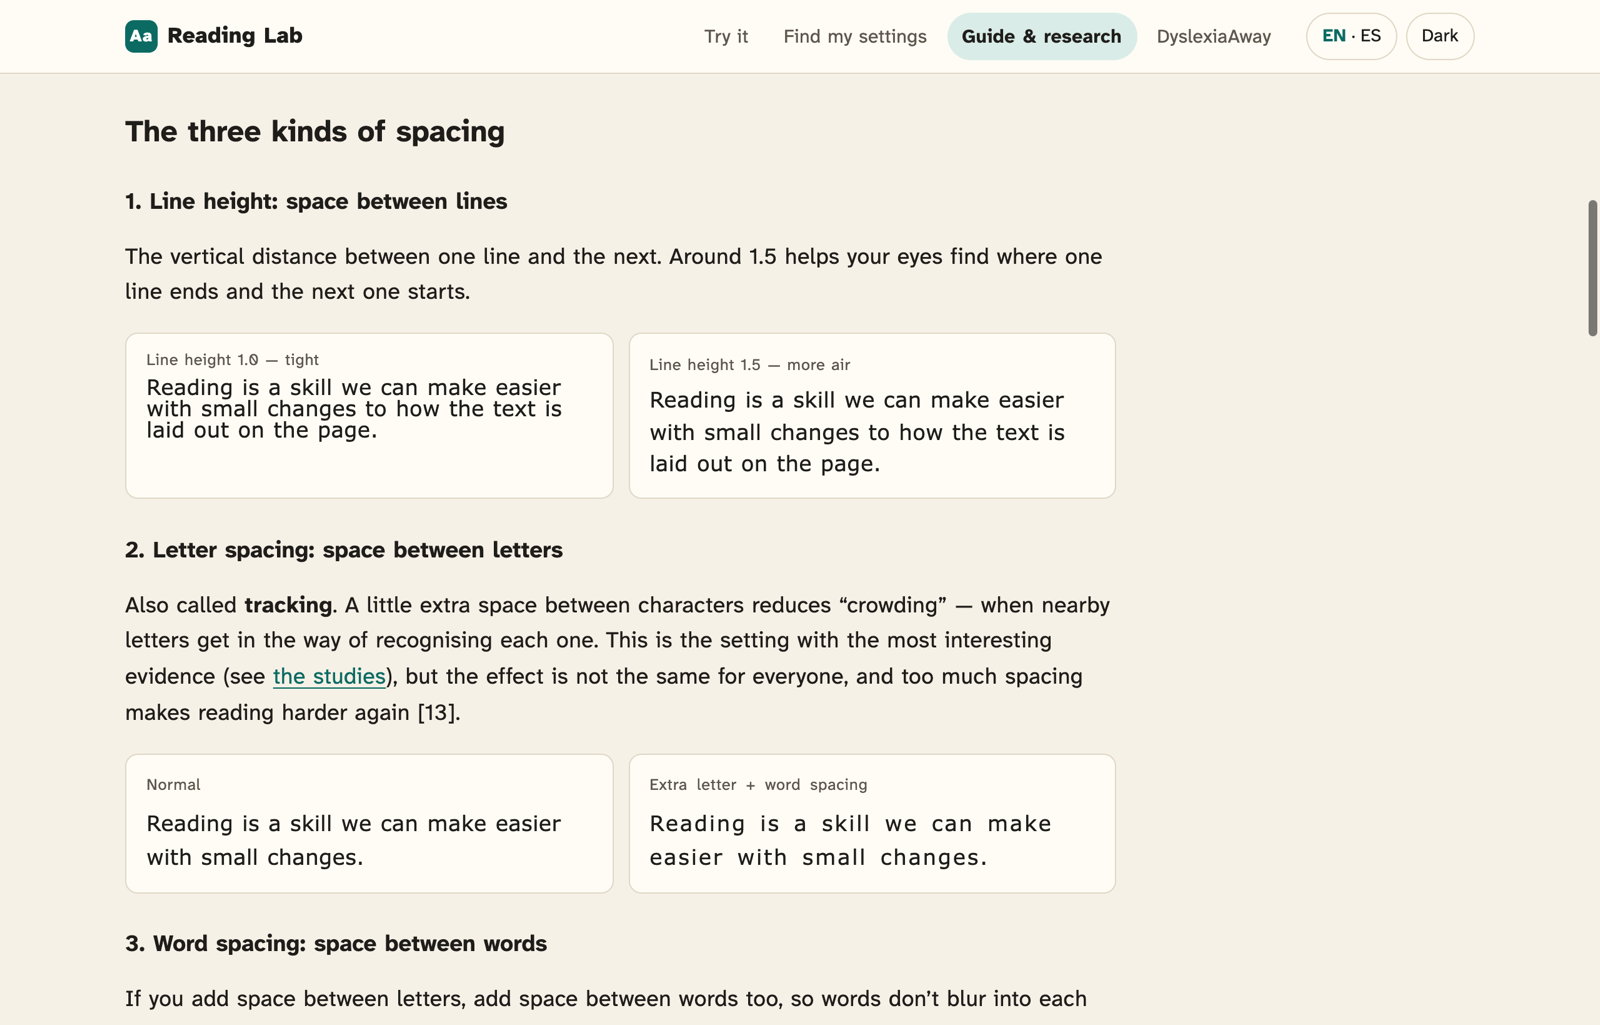 Aa Reading Lab
Try it
Find my settings
Guide & research
DyslexiaAway
EN · ES
Dark
The three kinds of spacing
1. Line height: space between lines
The vertical distance between one line and the next. Around 1.5 helps your eyes find where one
line ends and the next one starts.
Line height 1.0 — tight
Reading is a skill we can make easier
with small changes to how the text is
laid out on the page.
Line height 1.5 — more air
Reading is a skill we can make easier
with small changes to how the text is
laid out on the page.
2. Letter spacing: space between letters
Also called tracking. A little extra space between characters reduces “crowding” — when nearby
letters get in the way of recognising each one. This is the setting with the most interesting
evidence (see the studies), but the effect is not the same for everyone, and too much spacing
makes reading harder again [13].
Normal
Reading is a skill we can make easier
with small changes.
Extra letter + word spacing
Reading is a skill we can make
easier with small changes.
3. Word spacing: space between words
If you add space between letters, add space between words too, so words don’t blur into each